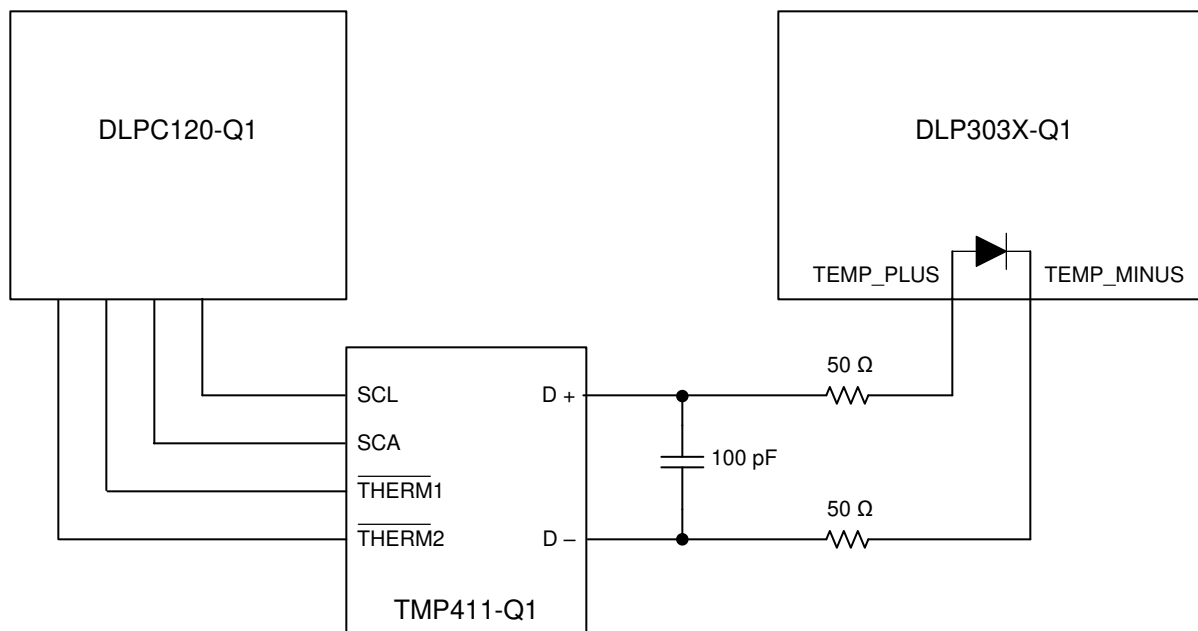 DLPC120-Q1
DLP303X-Q1
TEMP_PLUS
TEMP_MINUS
50 Ω
SCL
D +
SCA
100 pF
THERM1
50 Ω
THERM2
D –
TMP411-Q1